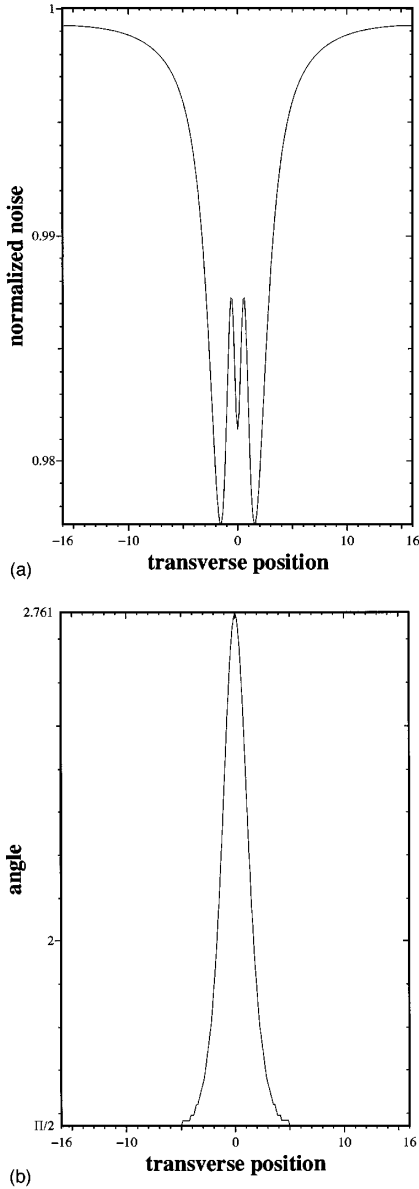 1
normalized noise
0.99
0.98
−16 −10 0 10 16
transverse position
(a)
2.761
angle
2
Π/2
−16 −10 0 10 16
transverse position
(b)